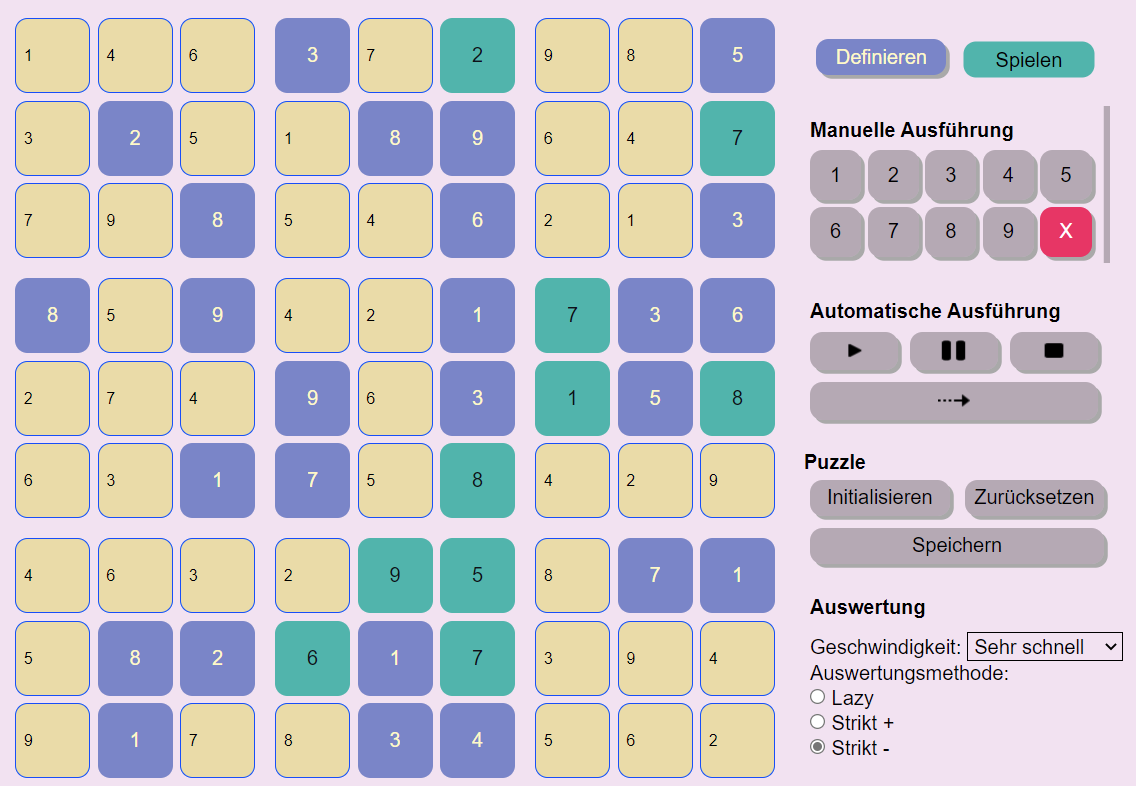 1 4 6 3 7 2 9 8 5
3 2 5 1 8 9 6 4 7
7 9 8 5 4 6 2 1 3
8 5 9 4 2 1 7 3 6
2 7 4 9 6 3 1 5 8
6 3 1 7 5 8 4 2 9
4 6 3 2 9 5 8 7 1
5 8 2 6 1 7 3 9 4
9 1 7 8 3 4 5 6 2
Definieren Spielen
Manuelle Ausführung
1 2 3 4 5
6 7 8 9 X
Automatische Ausführung
Puzzle
Initialisieren Zurücksetzen
Speichern
Auswertung
Geschwindigkeit: Sehr schnell
Auswertungsmethode:
Lazy
Strikt +
Strikt -